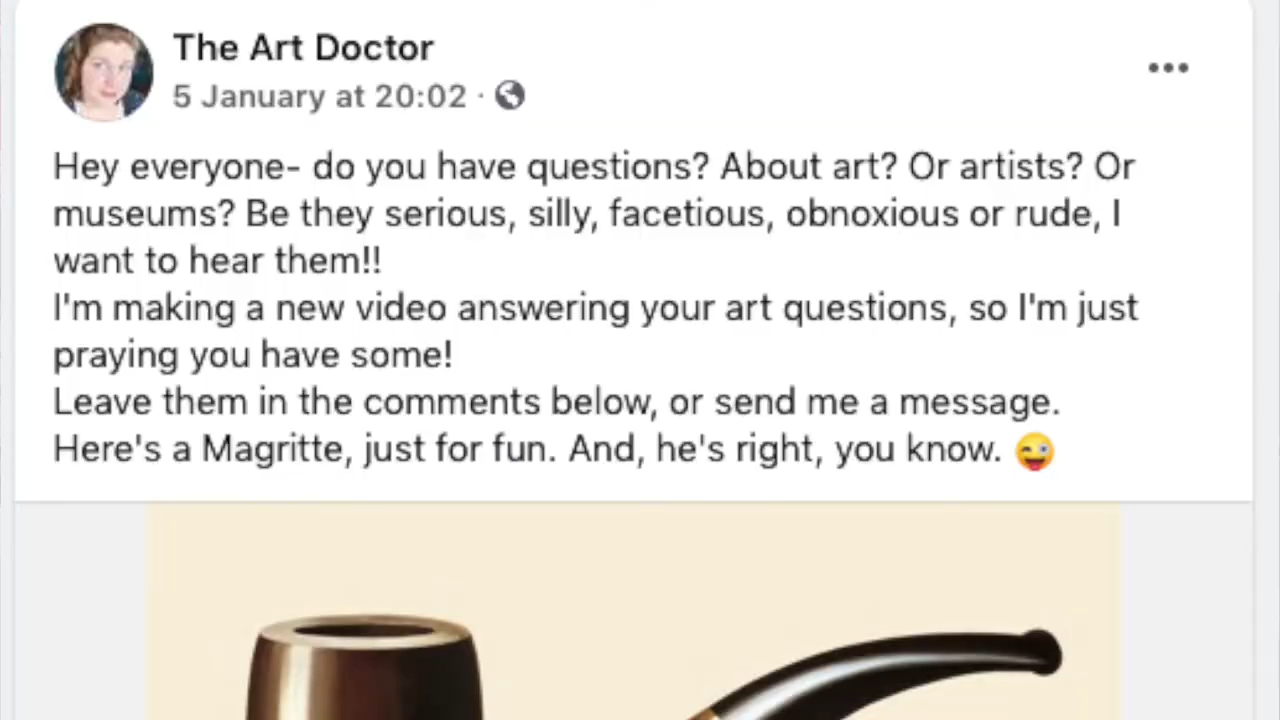 The Art Doctor
5 January at 20:02 ·
Hey everyone- do you have questions? About art? Or artists? Or
museums? Be they serious, silly, facetious, obnoxious or rude, I
want to hear them!!
I'm making a new video answering your art questions, so I'm just
praying you have some!
Leave them in the comments below, or send me a message.
Here's a Magritte, just for fun. And, he's right, you know. 😜